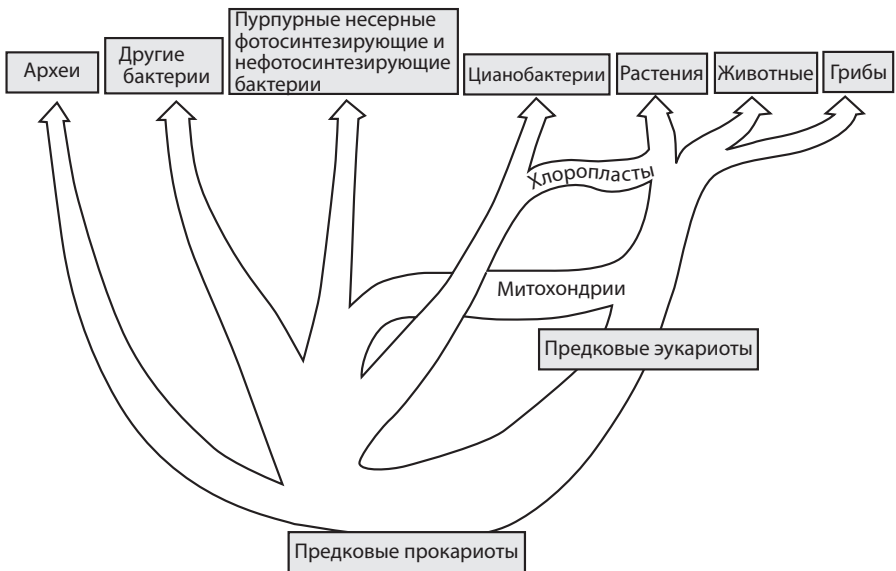 Археи
Другие
бактерии
Пурпурные несерные
фотосинтезирующие и
нефотосинтезирующие
бактерии
Цианобактерии
Растения
Животные
Грибы
Хлоропласты
Митохондрии
Предковые эукариоты
Предковые прокариоты